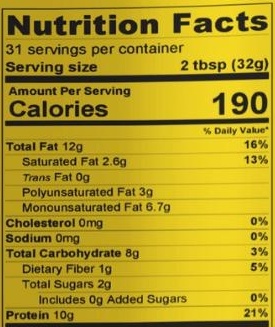 Nutrition Facts
31 servings per container
Serving size 2 tbsp (32g)
Amount Per Serving
Calories 190
% Daily Value*
Total Fat 12g 16%
Saturated Fat 2.6g 13%
Trans Fat 0g
Polyunsaturated Fat 3g
Monounsaturated Fat 6.7g
Cholesterol 0mg 0%
Sodium 0mg 0%
Total Carbohydrate 8g 3%
Dietary Fiber 1g 5%
Total Sugars 2g
Includes 0g Added Sugars 0%
Protein 10g 21%